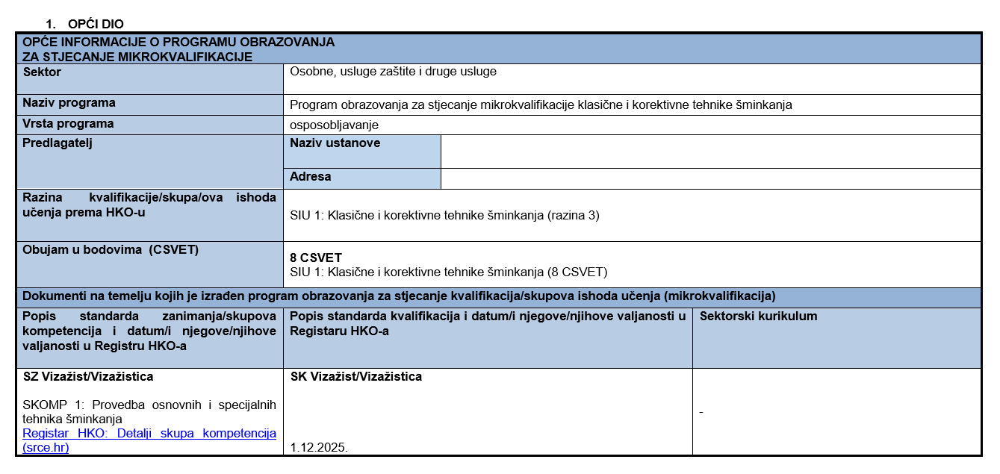 1. OPĆI DIO
OPĆE INFORMACIJE O PROGRAMU OBRAZOVANJA
ZA STJECANJE MIKROKVALIFIKACIJE
Sektor
Osobne, usluge zaštite i druge usluge
Naziv programa
Program obrazovanja za stjecanje mikrokvalifikacije klasične i korektivne tehnike šminkanja
Vrsta programa
osposobljavanje
Predlagatelj
Naziv ustanove
Adresa
Razina kvalifikacije/skupa/ova ishoda
učenja prema HKO-u
SIU 1: Klasične i korektivne tehnike šminkanja (razina 3)
Obujam u bodovima (CSVET)
8 CSVET
SIU 1: Klasične i korektivne tehnike šminkanja (8 CSVET)
Dokumenti na temelju kojih je izrađen program obrazovanja za stjecanje kvalifikacija/skupova ishoda učenja (mikrokvalifikacija)
Popis standarda zanimanja/skupova
kompetencija i datum/i njegove/njihove
valjanosti u Registru HKO-a
Popis standarda kvalifikacija i datum/i njegove/njihove valjanosti u
Registaru HKO-a
Sektorski kurikulum
SZ Vizažist/Vizažistica
SKOMP 1: Provedba osnovnih i specijalnih
tehnika šminkanja
Registar HKO: Detalji skupa kompetencija
(srce.hr)
SK Vizažist/Vizažistica
1.12.2025.
-